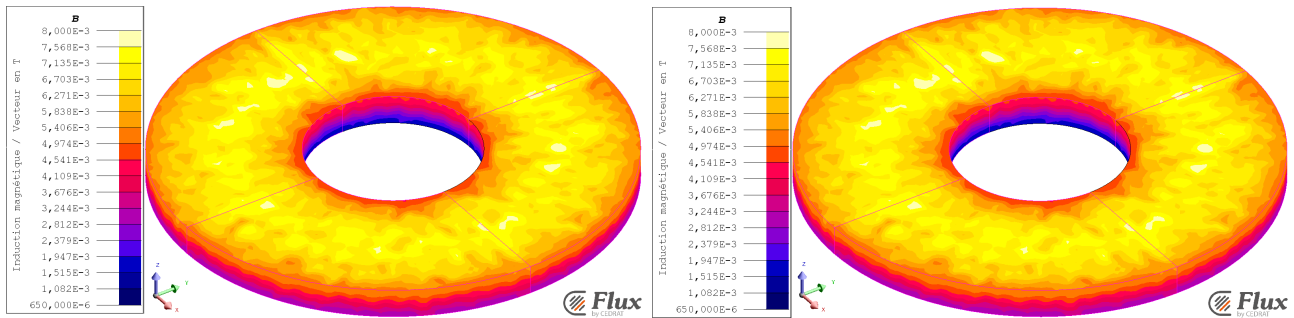 B
8,000E-3
7,568E-3
7,135E-3
6,703E-3
6,271E-3
5,838E-3
5,406E-3
4,974E-3
4,541E-3
4,109E-3
3,676E-3
3,244E-3
2,812E-3
2,379E-3
1,947E-3
1,515E-3
1,082E-3
650,000E-6
Induction magnétique / Vecteur en T
Z
Y
X
Flux
by CEDRAT
B
8,000E-3
7,568E-3
7,135E-3
6,703E-3
6,271E-3
5,838E-3
5,406E-3
4,974E-3
4,541E-3
4,109E-3
3,676E-3
3,244E-3
2,812E-3
2,379E-3
1,947E-3
1,515E-3
1,082E-3
650,000E-6
Induction magnétique / Vecteur en T
Z
Y
X
Flux
by CEDRAT